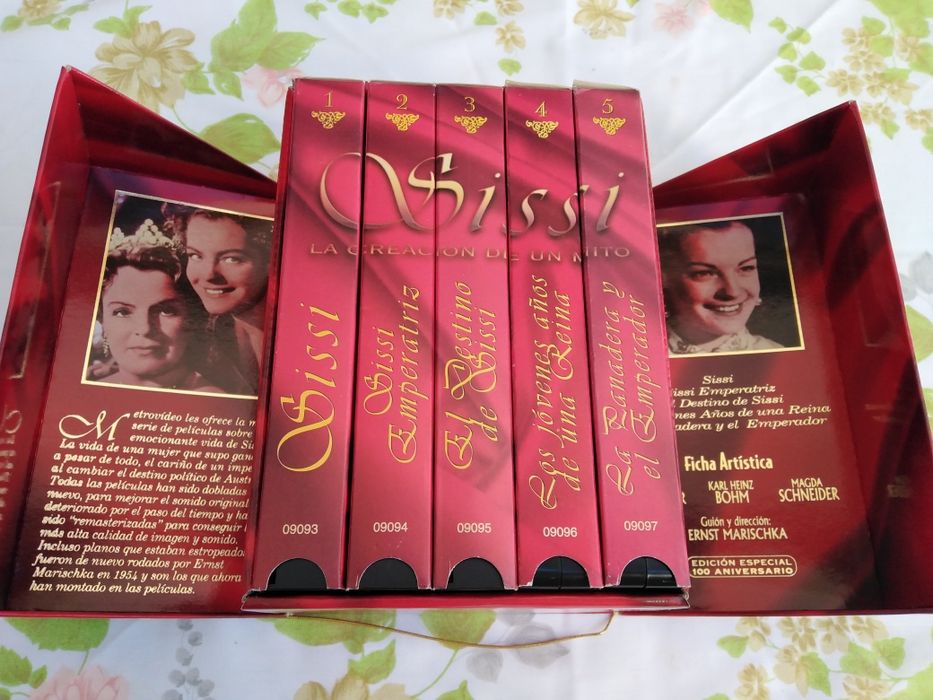 1
2
3
4
5
Sissi
LA CREACIÓN DE UN MITO
Sissi
Sissi
Emperatriz
El Destino
de Sissi
Los jóvenes años
de una Reina
La Panadera y
el Emperador
09093
09094
09095
09096
09097
Metrovídeo les ofrece la
serie de películas sobre
emocionante vida de
La vida de una mujer que supo
a pesar de todo, el cariño de un
al cambiar el destino político de
Todas las películas han sido dobladas
nuevo, para mejorar el sonido original
deteriorado por el paso del tiempo y
sido "remasterizadas" para conseguir
más alta calidad de imagen y sonido.
Incluso planos que estaban estropeados
fueron de nuevo rodados por Ernst
Marischka en 1954 y son los que ahora
han montado en las películas.
Sissi
Sissi Emperatriz
Destino de Sissi
Años de una Reina
y el Emperador
Ficha Artística
KARL HEINZ
BÖHM
MAGDA
SCHNEIDER
Guión y dirección:
ERNST MARISCHKA
EDICIÓN ESPECIAL
100 ANIVERSARIO